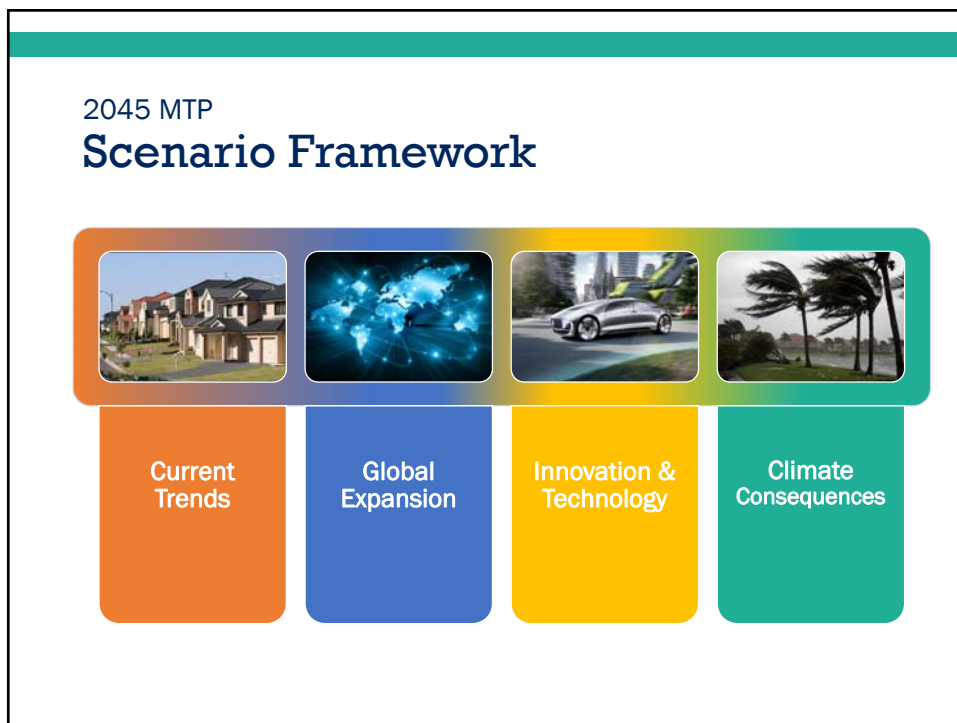 2045 MTP
Scenario Framework
Current
Trends
Global
Expansion
Innovation &
Technology
Climate
Consequences